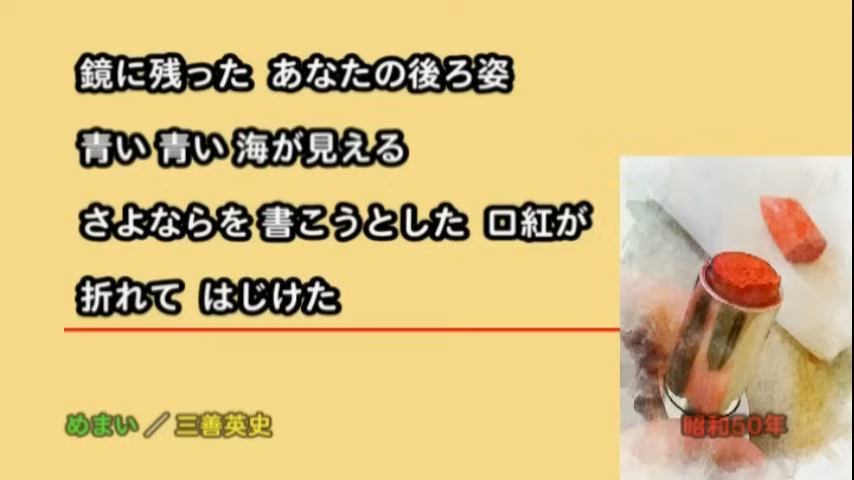 鏡に残った あなたの後ろ姿
青い 青い 海が見える
さよならを 書こうとした 口紅が
折れて はじけた
めまい／三善英史
昭和50年